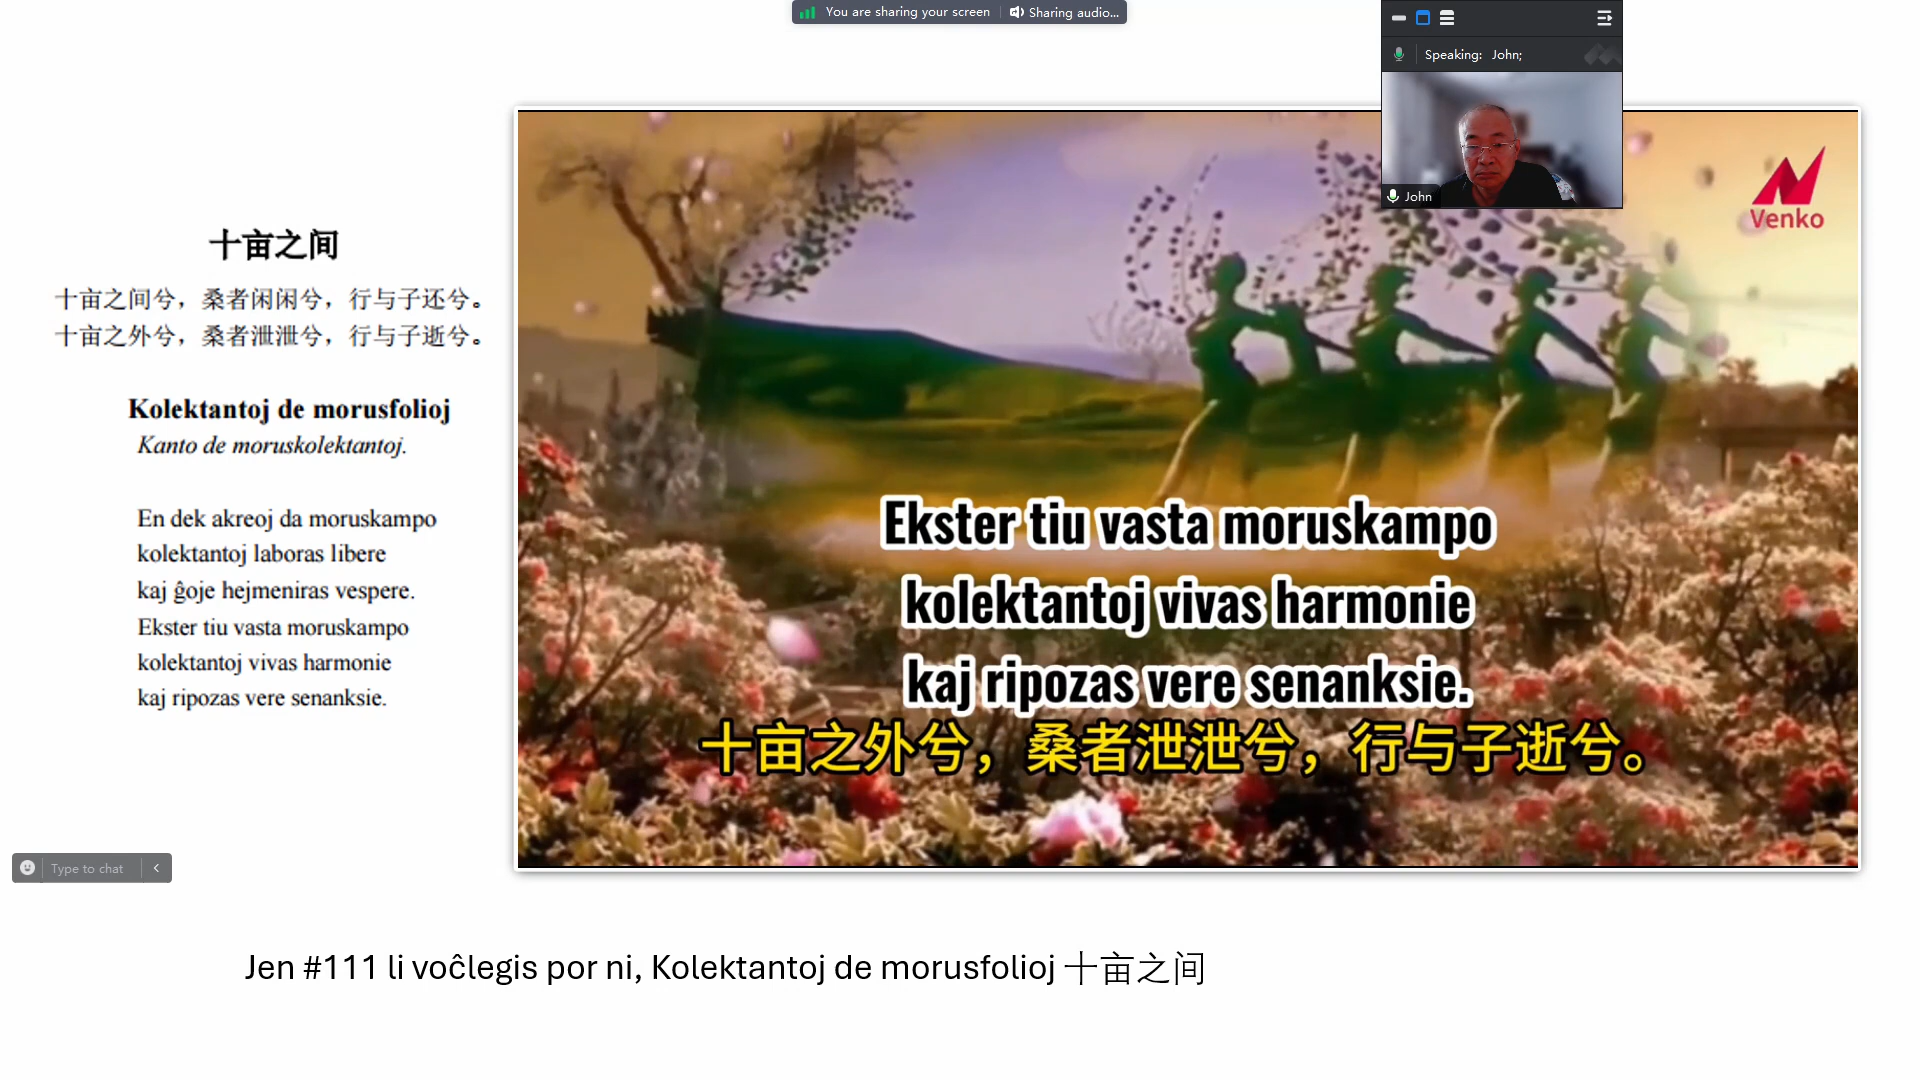 You are sharing your screen
Sharing audio...
Speaking: John;
John
Venko
十亩之间
十亩之间兮，桑者闲闲兮，行与子还兮。
十亩之外兮，桑者泄泄兮，行与子逝兮。
Kolektantoj de morusfolioj
Kanto de moruskolektantoj.
En dek akreoj da moruskampo
kolektantoj laboras libere
kaj ĝoje hejmeniras vespere.
Ekster tiu vasta moruskampo
kolektantoj vivas harmonie
kaj ripozas vere senanksie.
Ekster tiu vasta moruskampo
kolektantoj vivas harmonie
kaj ripozas vere senanksie.
十亩之外兮，桑者泄泄兮，行与子逝兮。
Type to chat
Jen #111 li voĉlegis por ni, Kolektantoj de morusfolioj 十亩之间